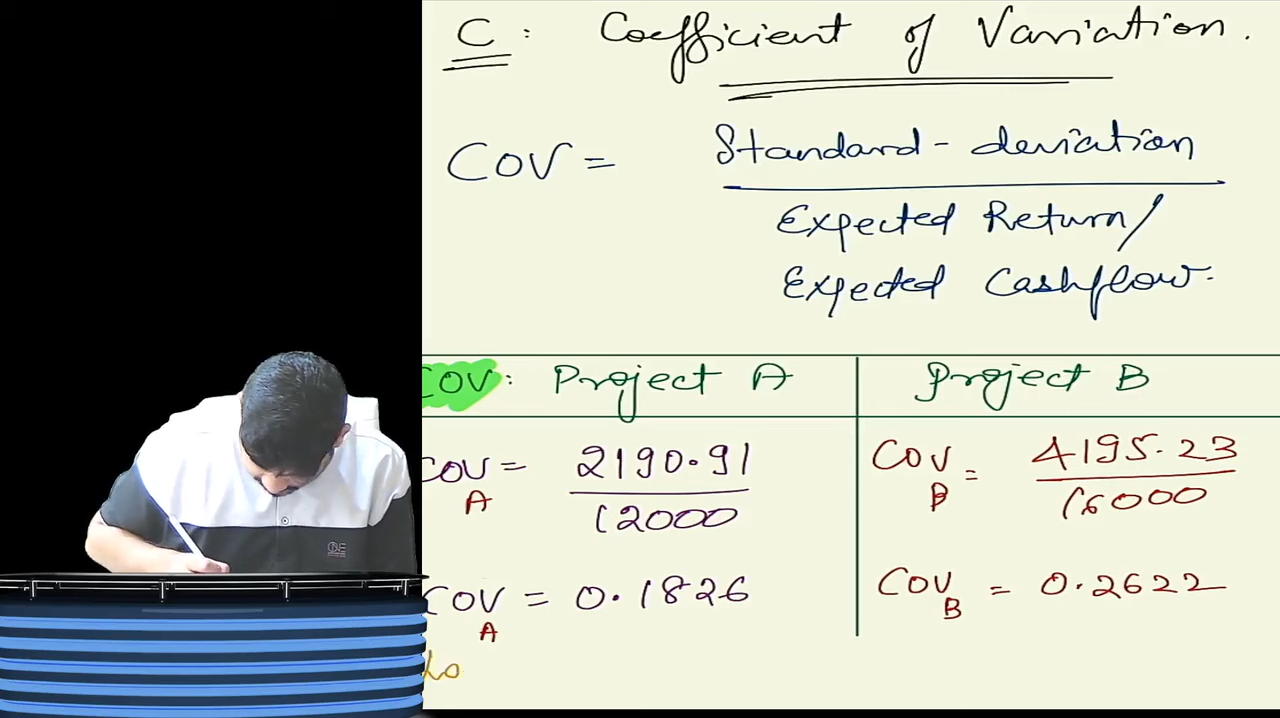 C : Coefficient of Variation.
COV = Standard-deviation
Expected Return/
Expected Cashflow.
COV : Project A
Project B
COV A = 2190.91
12000
COV B = 4195.23
16000
COV A = 0.1826
COV B = 0.2622
Lo